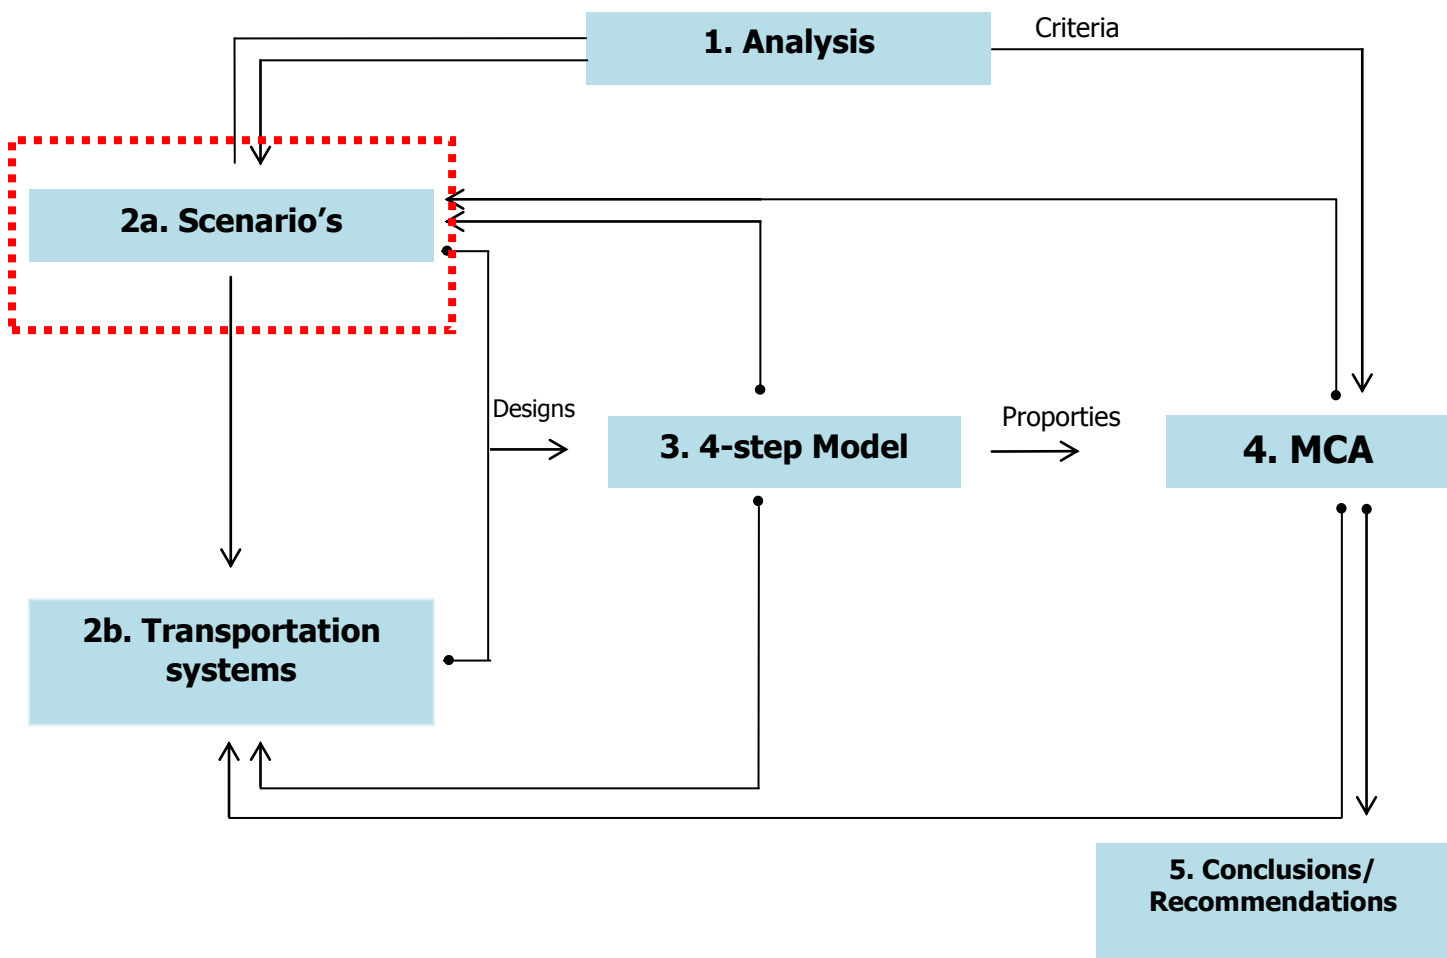 1. Analysis
Criteria
2a. Scenario’s
Designs
3. 4-step Model
Proporties
4. MCA
2b. Transportation
systems
5. Conclusions/
Recommendations